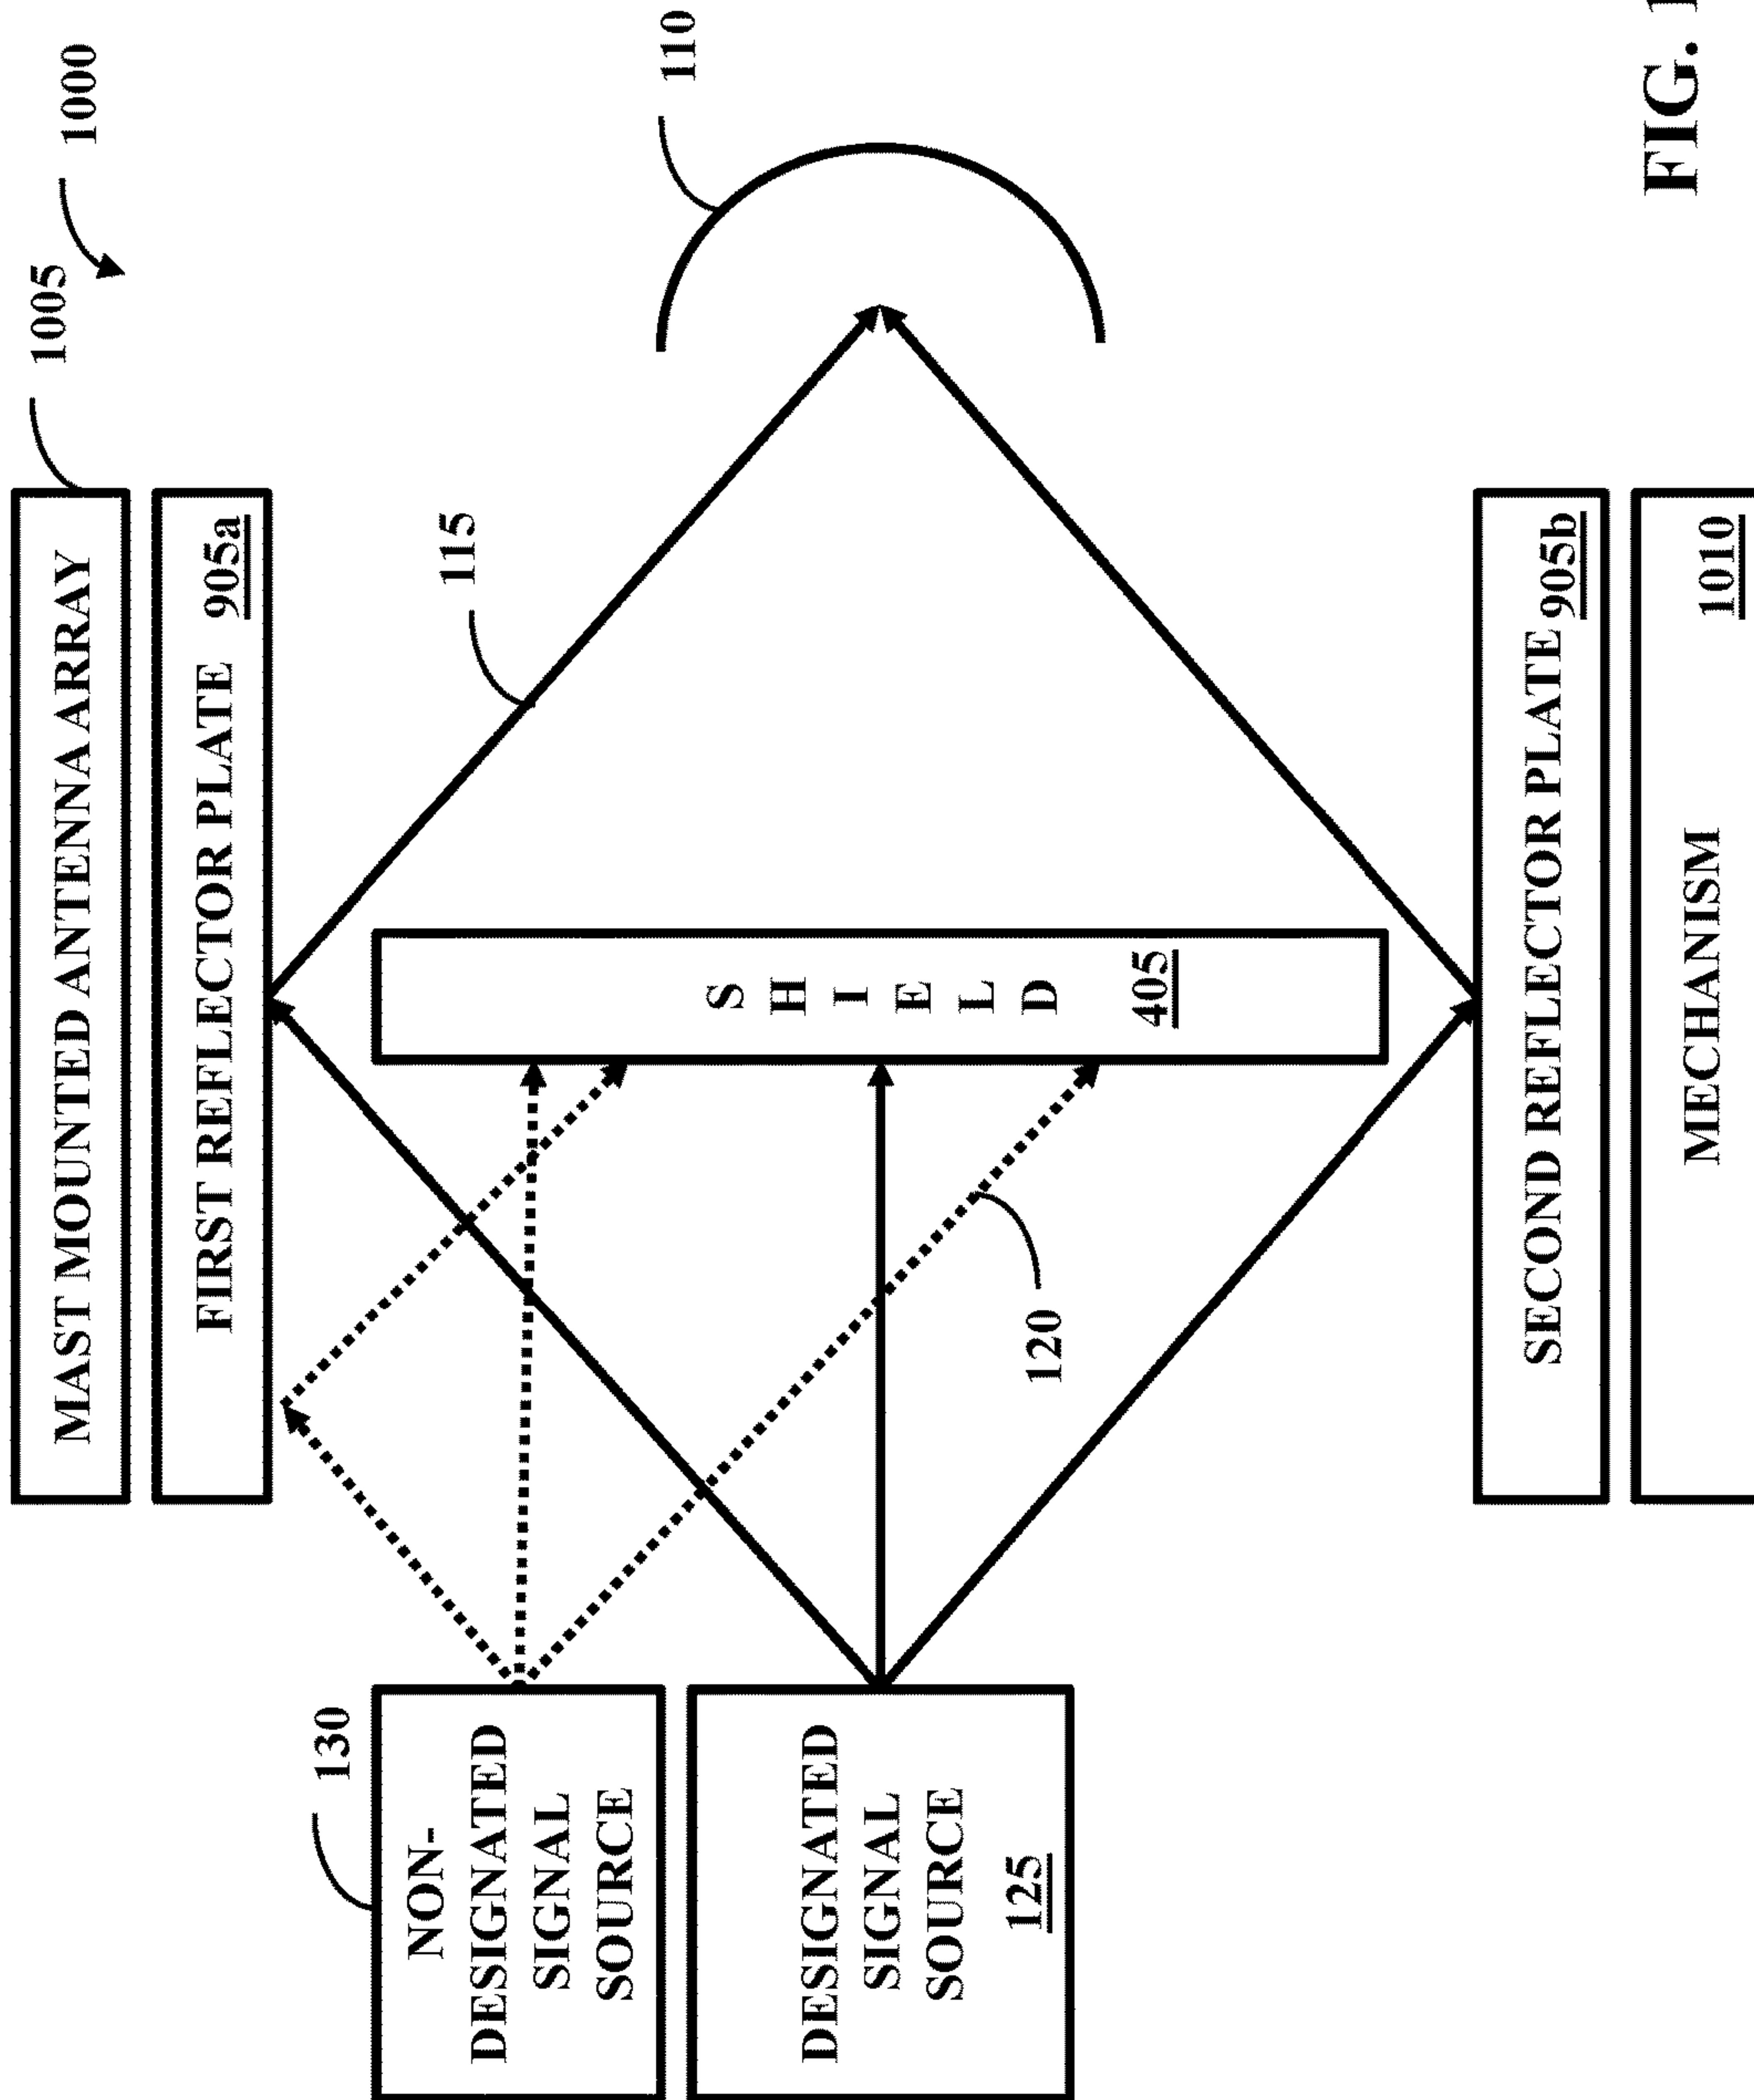 1000
1005
MAST MOUNTED ANTENNA ARRAY
FIRST REFLECTOR PLATE 905a
130
NON-
DESIGNATED
SIGNAL
SOURCE
DESIGNATED
SIGNAL
SOURCE
125
115
110
S
H
I
E
L
D
405
120
SECOND REFLECTOR PLATE 905b
MECHANISM 1010
FIG. 1